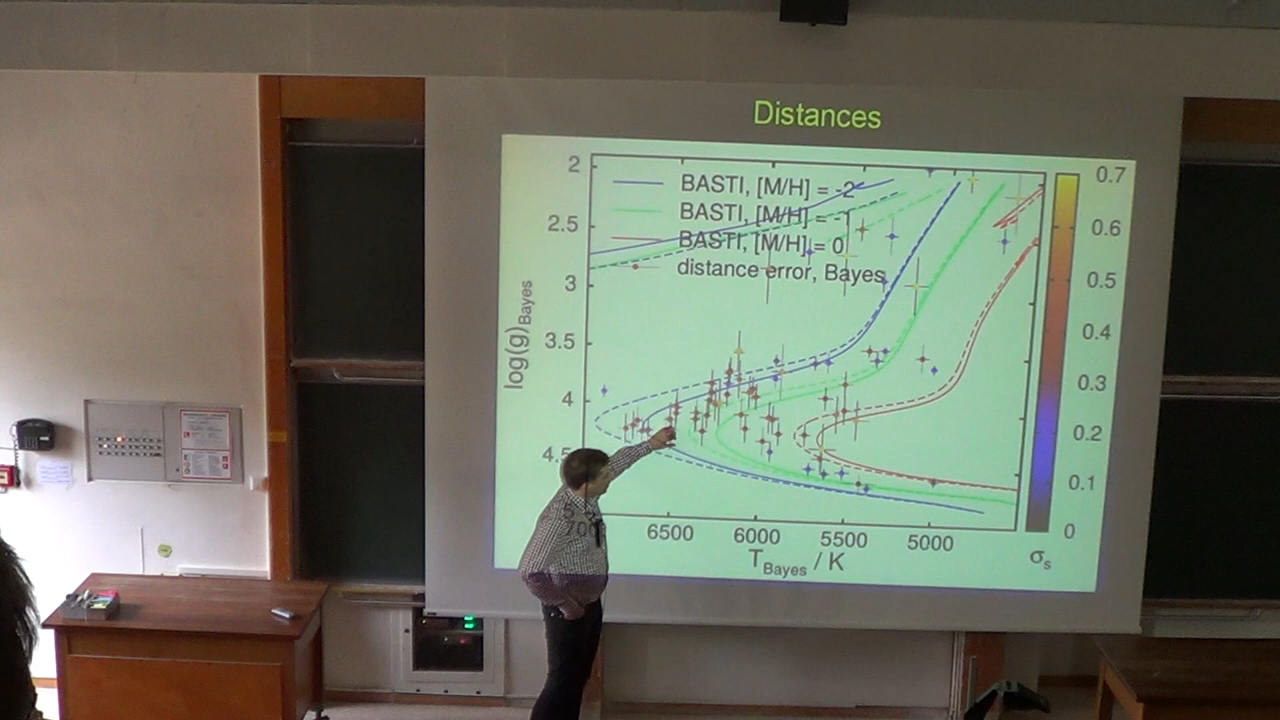 Distances
2
2.5
3
3.5
4
4.5
5
log(g)Bayes
BASTI, [M/H] = -2
BASTI, [M/H] = -1
BASTI, [M/H] = 0
distance error, Bayes
7000
6500
6000
5500
5000
TBayes / K
0.7
0.6
0.5
0.4
0.3
0.2
0.1
0
σs